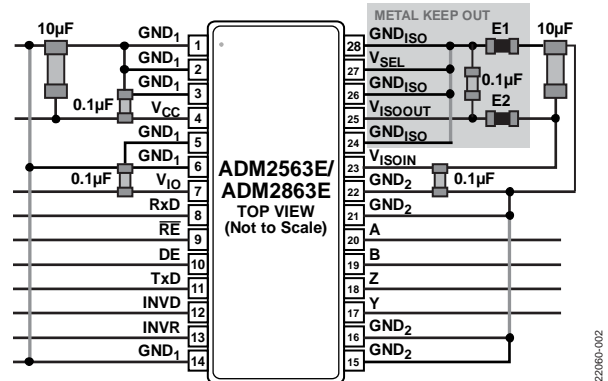 METAL KEEP OUT
10µF
GND1
1
28
GNDISO
E1
10µF
GND1
2
27
VSEL
GND1
3
26
GNDISO
0.1µF
0.1µF
VCC
4
25
VISOOUT
E2
GND1
5
24
GNDISO
GND1
6
23
VISOIN
0.1µF
VIO
7
22
GND2
0.1µF
RxD
8
21
GND2
RE
9
20
A
DE
10
19
B
TxD
11
18
Z
INVD
12
17
Y
INVR
13
16
GND2
GND1
14
15
GND2
ADM2563E/
ADM2863E
TOP VIEW
(Not to Scale)
22060-002